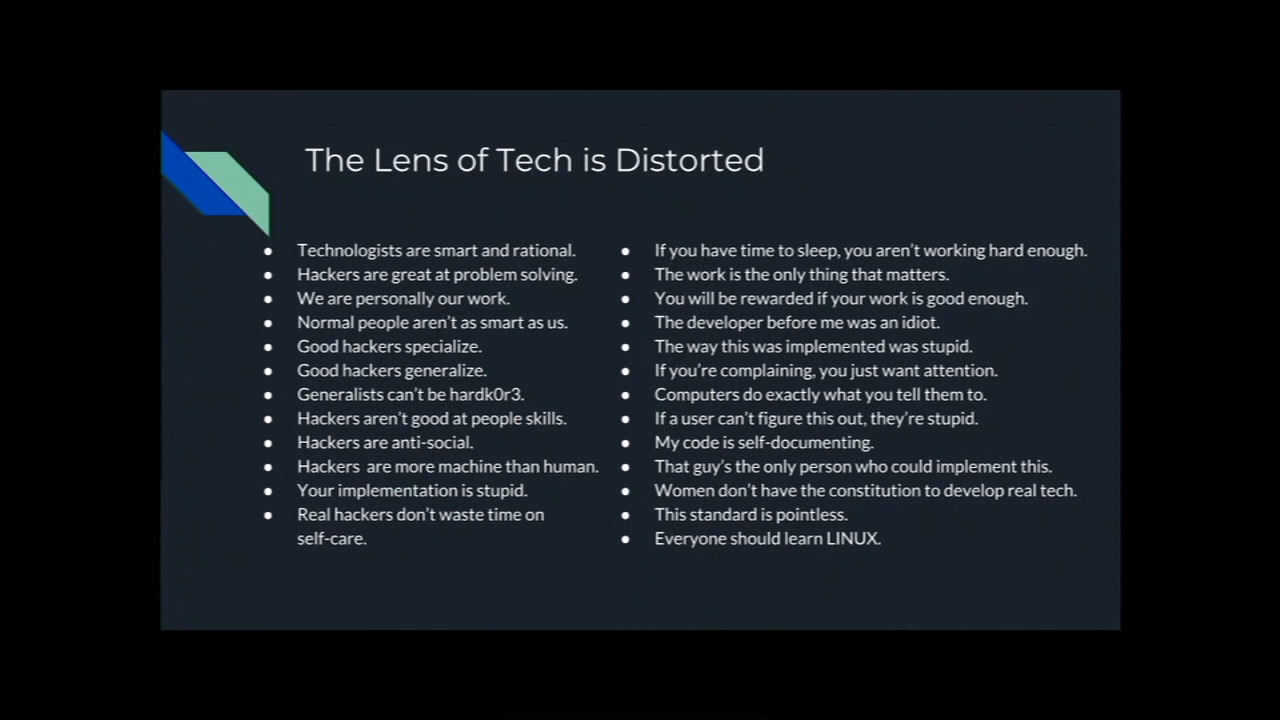 The Lens of Tech is Distorted
Technologists are smart and rational.
Hackers are great at problem solving.
We are personally our work.
Normal people aren't as smart as us.
Good hackers specialize.
Good hackers generalize.
Generalists can't be hardk0r3.
Hackers aren't good at people skills.
Hackers are anti-social.
Hackers  are more machine than human.
Your implementation is stupid.
Real hackers don't waste time on
self-care.
If you have time to sleep, you aren't working hard enough.
The work is the only thing that matters.
You will be rewarded if your work is good enough.
The developer before me was an idiot.
The way this was implemented was stupid.
If you're complaining, you just want attention.
Computers do exactly what you tell them to.
If a user can't figure this out, they're stupid.
My code is self-documenting.
That guy's the only person who could implement this.
Women don't have the constitution to develop real tech.
This standard is pointless.
Everyone should learn LINUX.